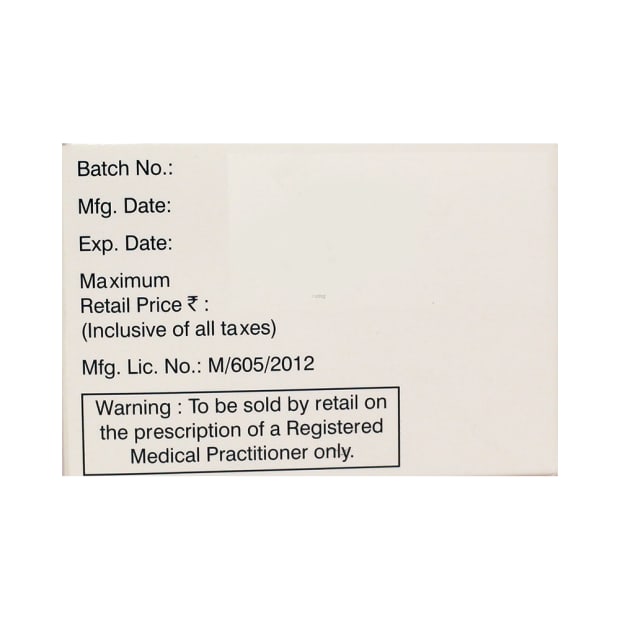 Batch No.:
Mfg. Date:
Exp. Date:
Maximum
Retail Price ₹ :
(Inclusive of all taxes)
Mfg. Lic. No.: M/605/2012
Warning : To be sold by retail on
the prescription of a Registered
Medical Practitioner only.